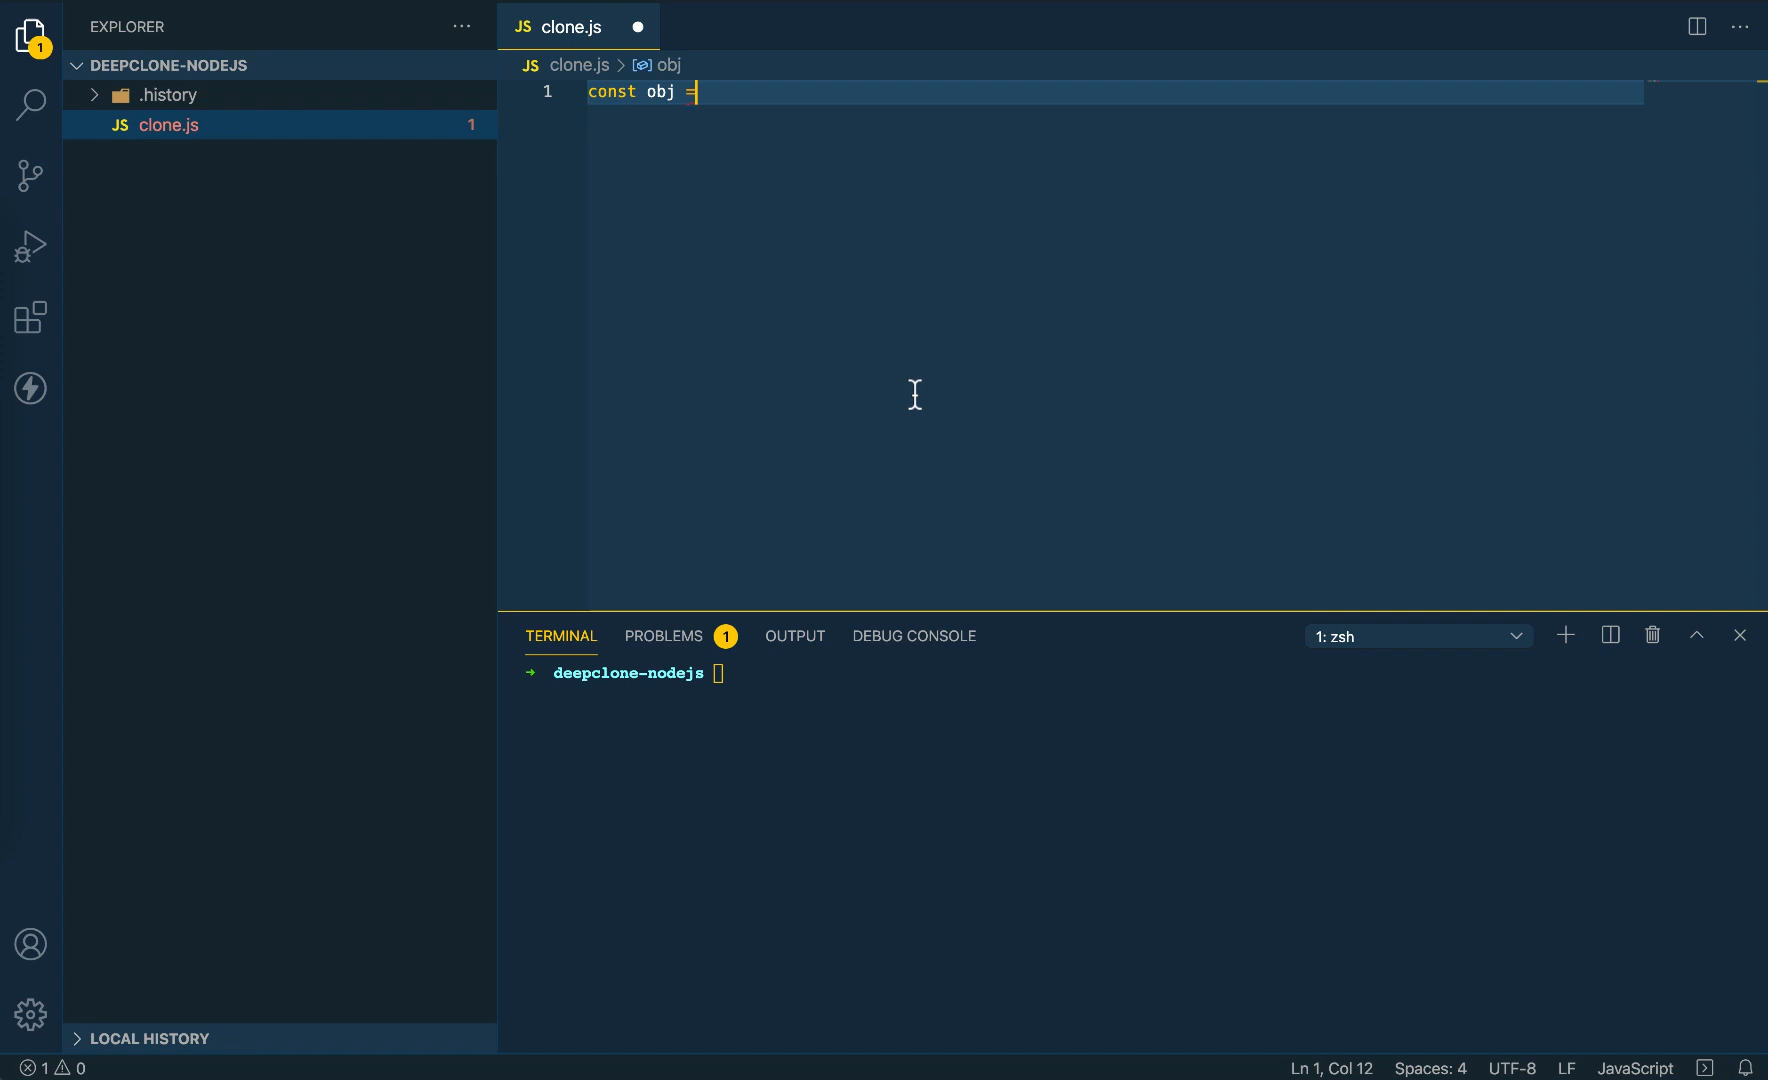 EXPLORER
1
DEEPCLONE-NODEJS
.history
JS clone.js 1
LOCAL HISTORY
JS clone.js
JS clone.js > obj
1 const obj =
TERMINAL PROBLEMS 1 OUTPUT DEBUG CONSOLE 1: zsh
→ deepclone-nodejs
1 0 Ln 1, Col 12 Spaces: 4 UTF-8 LF JavaScript